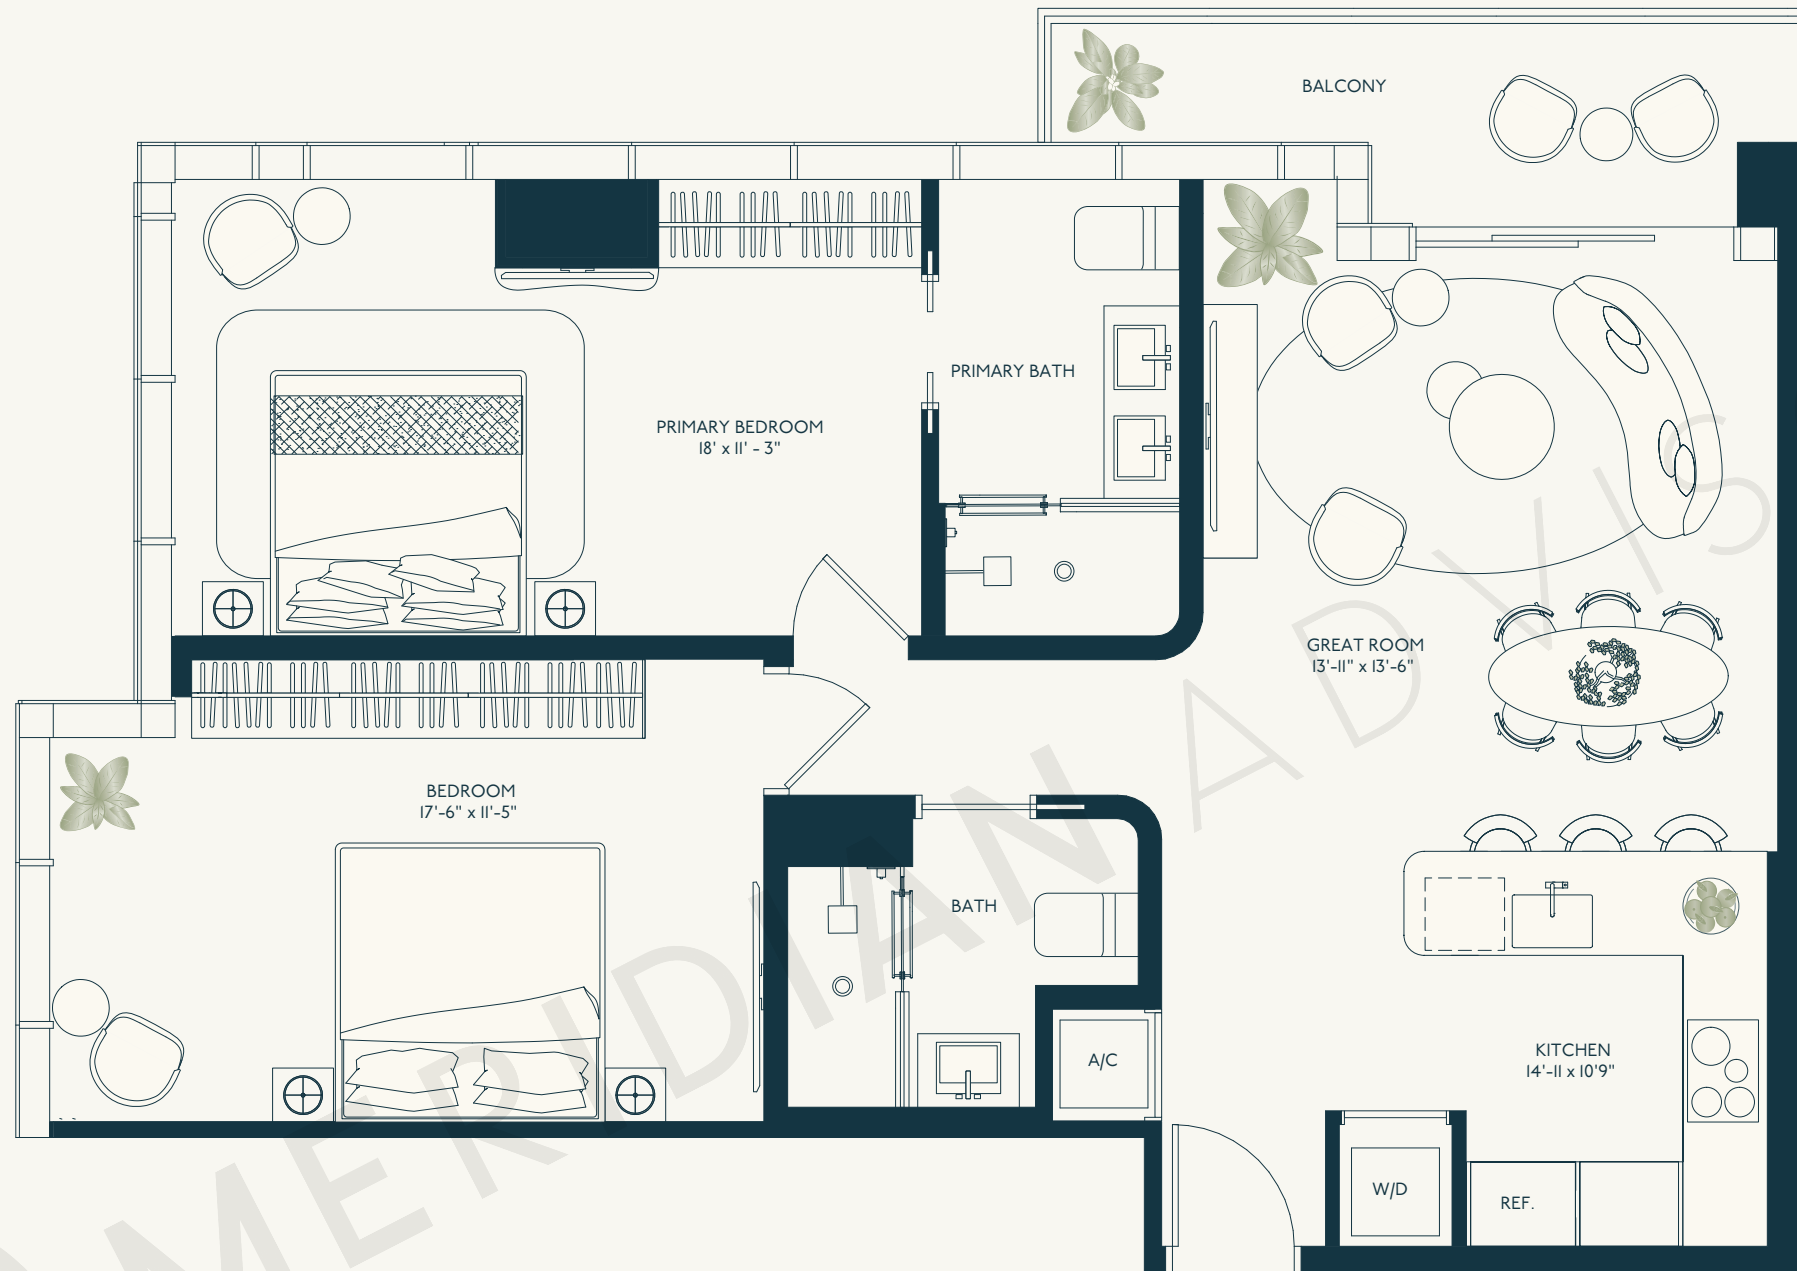 BALCONY
PRIMARY BATH
PRIMARY BEDROOM
18' x 11' - 3"
GREAT ROOM
13'-11" x 13'-6"
BEDROOM
17'-6" x 11'-5"
BATH
A/C
KITCHEN
14'-11 x 10'9"
W/D
REF.
MERIDIAN ADVIS